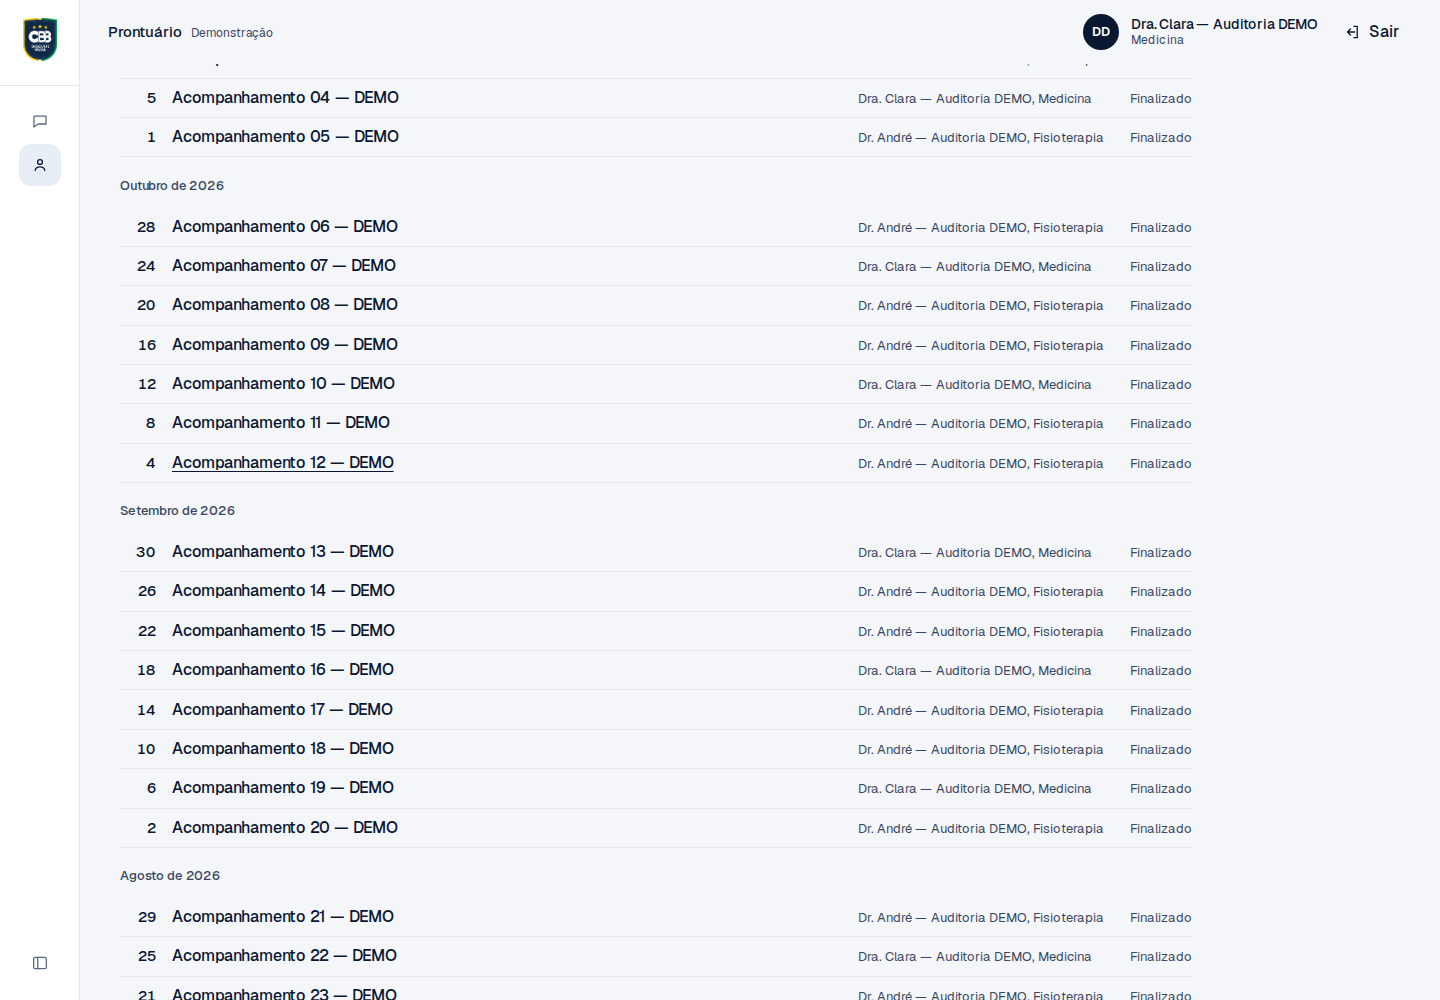 CBB
Prontuário Demonstração
DD
Dra. Clara — Auditoria DEMO
Medicina
Sair
5 Acompanhamento 04 — DEMO Dra. Clara — Auditoria DEMO, Medicina Finalizado
1 Acompanhamento 05 — DEMO Dr. André — Auditoria DEMO, Fisioterapia Finalizado
Outubro de 2026
28 Acompanhamento 06 — DEMO Dr. André — Auditoria DEMO, Fisioterapia Finalizado
24 Acompanhamento 07 — DEMO Dra. Clara — Auditoria DEMO, Medicina Finalizado
20 Acompanhamento 08 — DEMO Dr. André — Auditoria DEMO, Fisioterapia Finalizado
16 Acompanhamento 09 — DEMO Dr. André — Auditoria DEMO, Fisioterapia Finalizado
12 Acompanhamento 10 — DEMO Dra. Clara — Auditoria DEMO, Medicina Finalizado
8 Acompanhamento 11 — DEMO Dr. André — Auditoria DEMO, Fisioterapia Finalizado
4 Acompanhamento 12 — DEMO Dr. André — Auditoria DEMO, Fisioterapia Finalizado
Setembro de 2026
30 Acompanhamento 13 — DEMO Dra. Clara — Auditoria DEMO, Medicina Finalizado
26 Acompanhamento 14 — DEMO Dr. André — Auditoria DEMO, Fisioterapia Finalizado
22 Acompanhamento 15 — DEMO Dr. André — Auditoria DEMO, Fisioterapia Finalizado
18 Acompanhamento 16 — DEMO Dra. Clara — Auditoria DEMO, Medicina Finalizado
14 Acompanhamento 17 — DEMO Dr. André — Auditoria DEMO, Fisioterapia Finalizado
10 Acompanhamento 18 — DEMO Dr. André — Auditoria DEMO, Fisioterapia Finalizado
6 Acompanhamento 19 — DEMO Dra. Clara — Auditoria DEMO, Medicina Finalizado
2 Acompanhamento 20 — DEMO Dr. André — Auditoria DEMO, Fisioterapia Finalizado
Agosto de 2026
29 Acompanhamento 21 — DEMO Dr. André — Auditoria DEMO, Fisioterapia Finalizado
25 Acompanhamento 22 — DEMO Dra. Clara — Auditoria DEMO, Medicina Finalizado
21 Acompanhamento 23 — DEMO Dr. André — Auditoria DEMO, Fisioterapia Finalizado